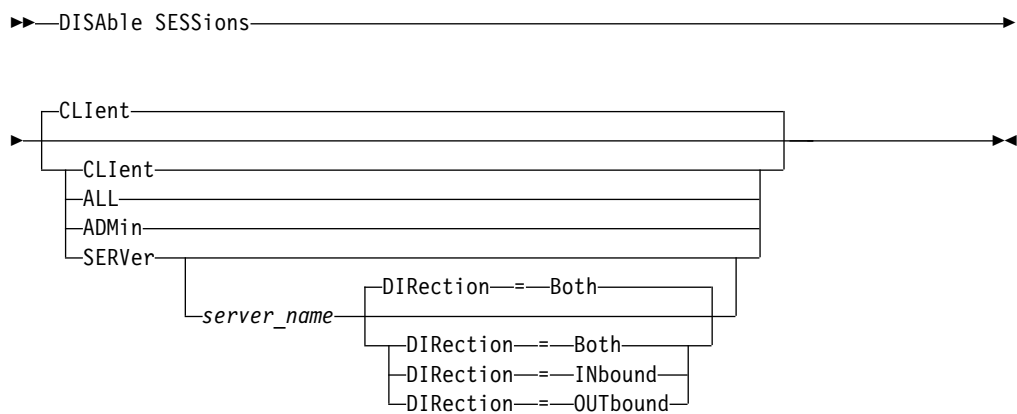 DISAble SESSions
CLIent
CLIent
ALL
ADMin
SERVer
DIRection = Both
server_name
DIRection = Both
DIRection = INbound
DIRection = OUTbound